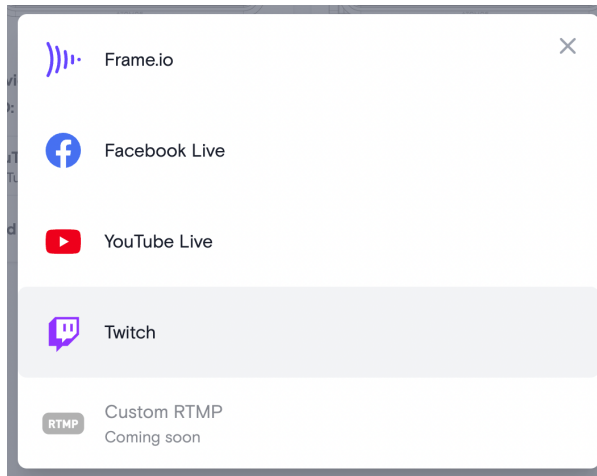 Frame.io
Facebook Live
YouTube Live
Twitch
RTMP
Custom RTMP
Coming soon